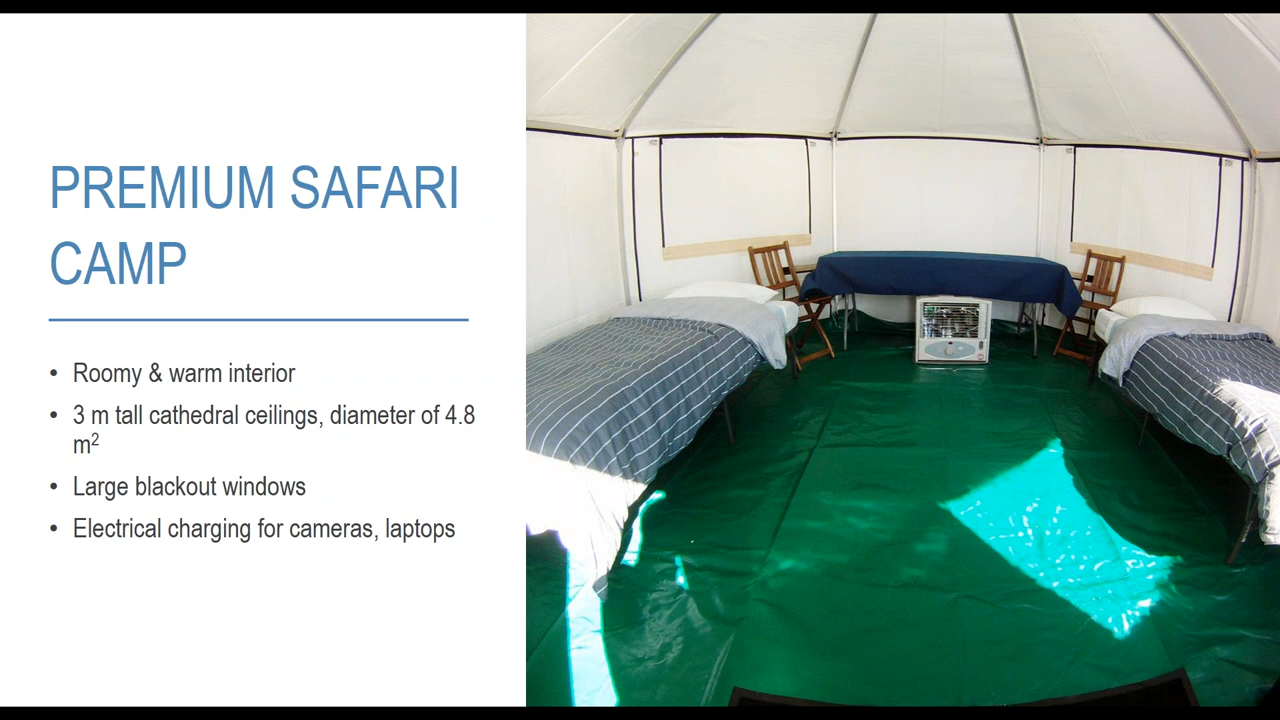 PREMIUM SAFARI
CAMP
• Roomy & warm interior
• 3 m tall cathedral ceilings, diameter of 4.8
m²
• Large blackout windows
• Electrical charging for cameras, laptops